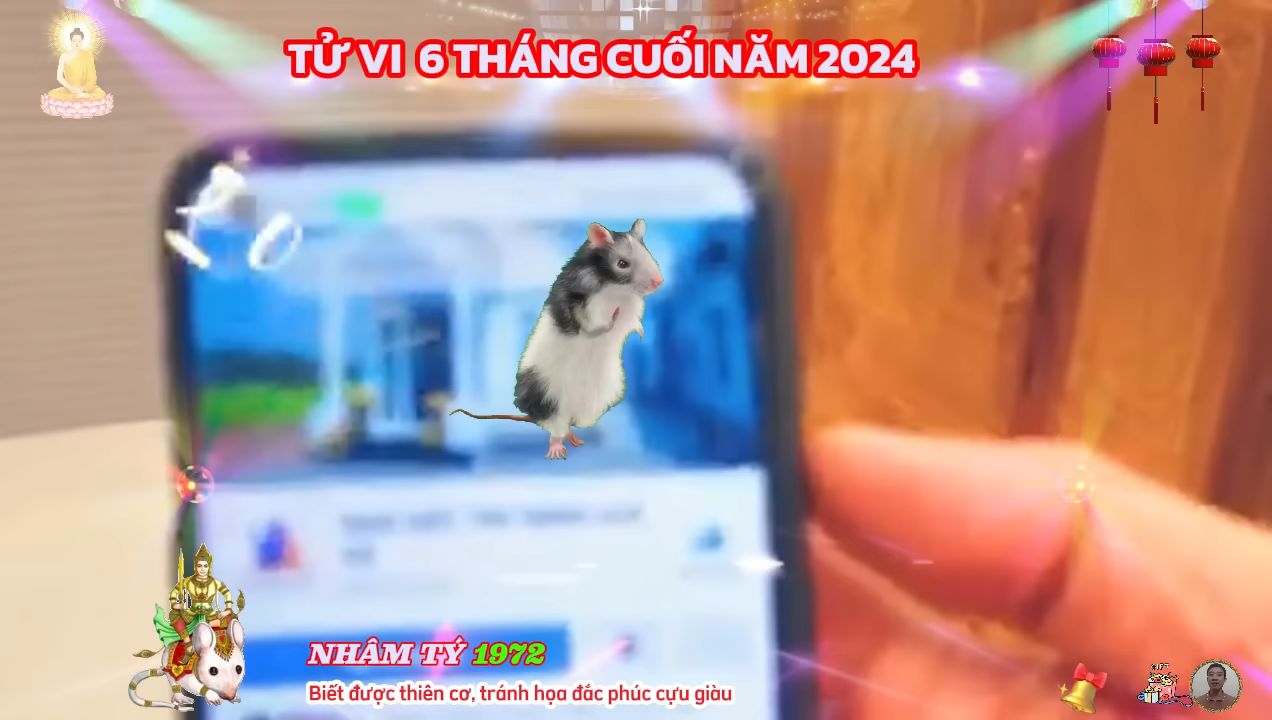 TỬ VI 6 THÁNG CUỐI NĂM 2024
NHÂM TÝ 1972
Biết được thiên cơ, tránh họa đắc phúc cựu giàu
GIFT